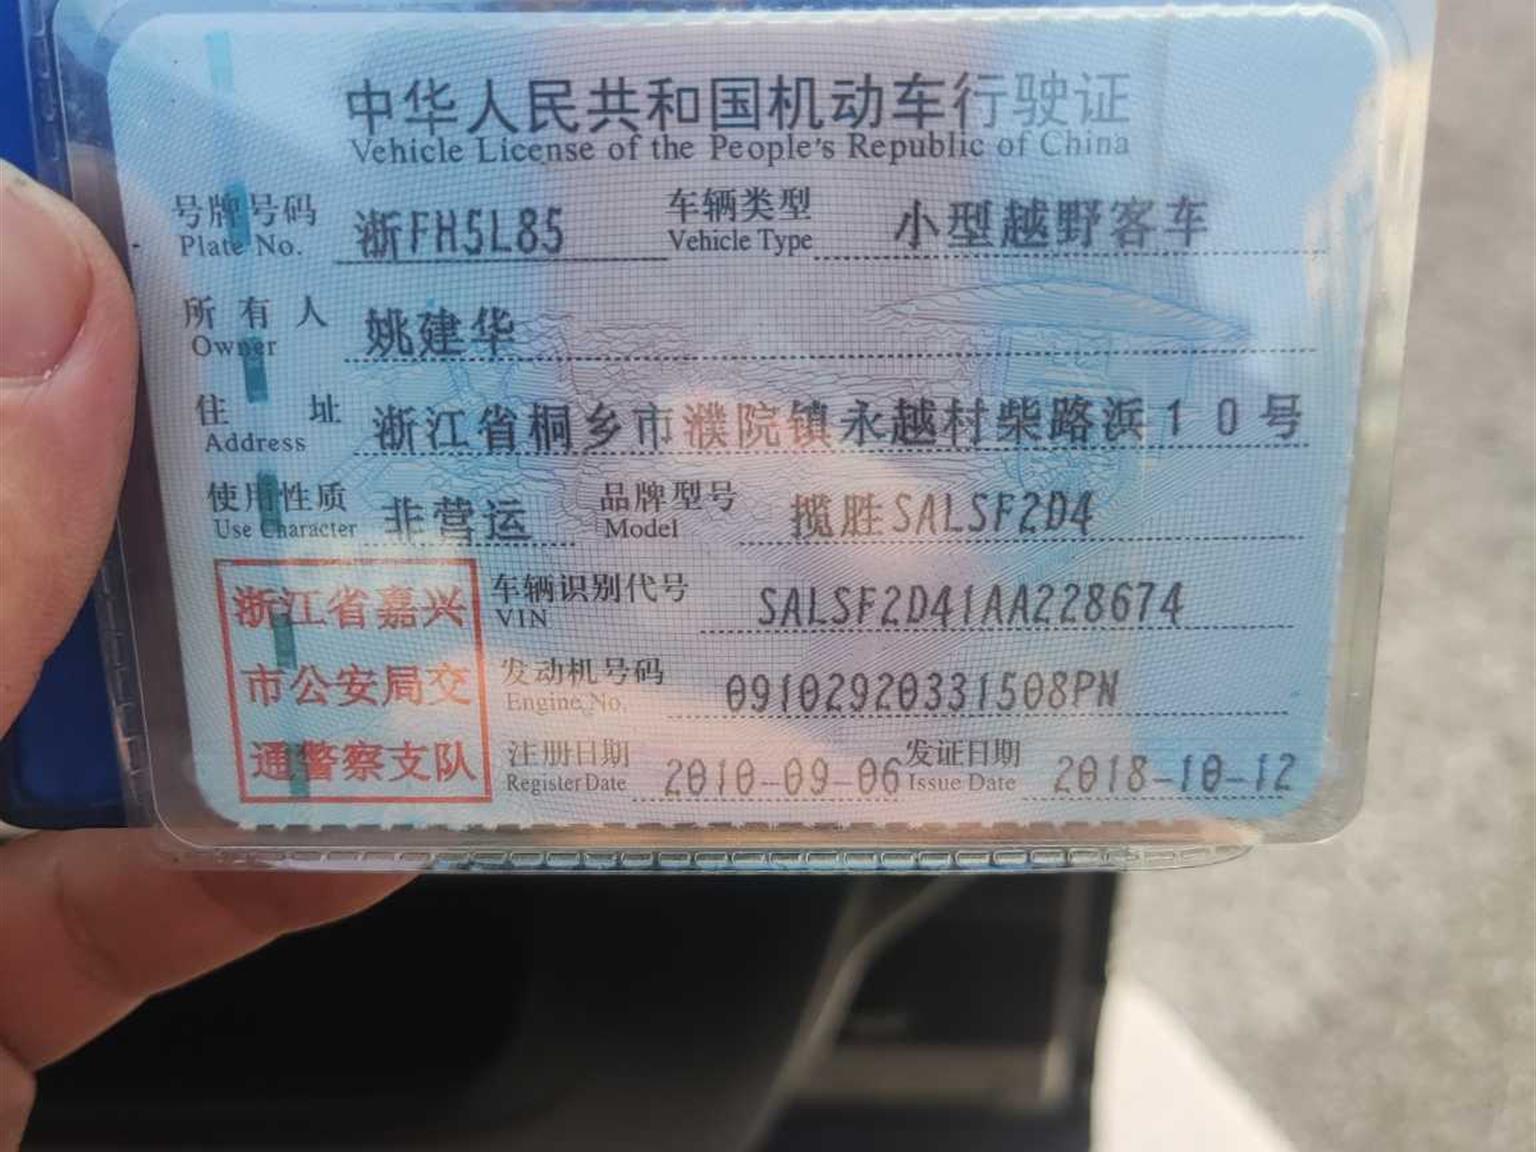 中华人民共和国机动车行驶证
Vehicle License of the People's Republic of China
号牌号码 浙FH5L85 车辆类型 小型越野客车
Plate No. Vehicle Type
所有人 姚建华
Owner
住址 浙江省桐乡市濮院镇永越村柴路浜10号
Address
使用性质 非营运 品牌型号 揽胜SALSF2D4
Use Character Model
浙江省嘉兴
市公安局交
通警察支队
车辆识别代号 SALSF2D41AA228674
VIN
发动机号码 09102920331508PN
Engine No.
注册日期 2010-09-06 发证日期 2018-10-12
Register Date Issue Date